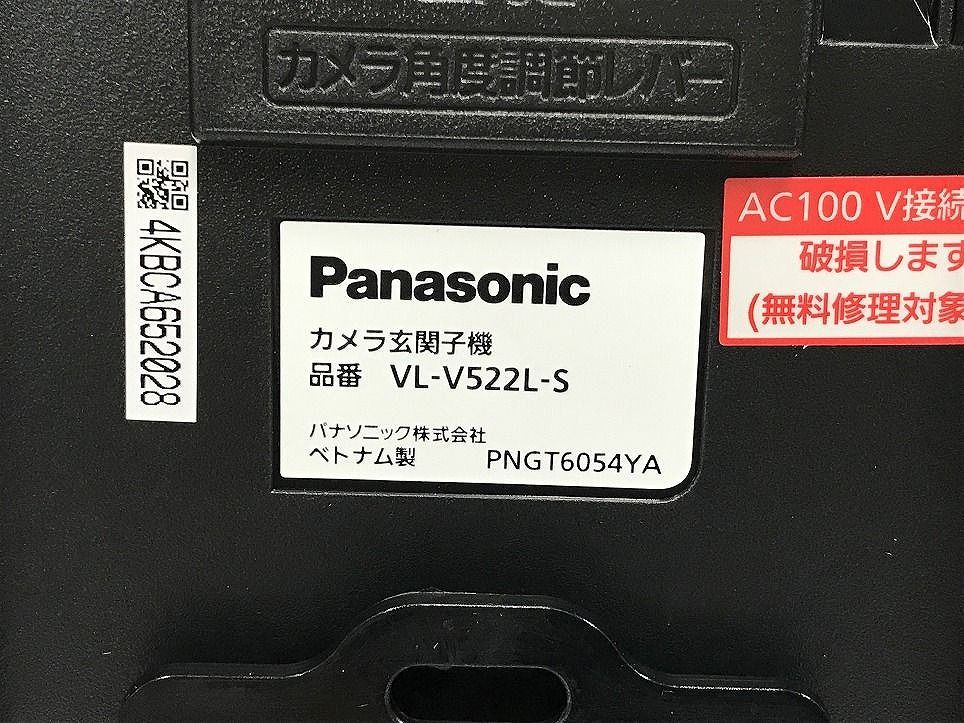 カメラ角度調節レバー
4KBCA652028
Panasonic
カメラ玄関子機
品番 VL-V522L-S
パナソニック株式会社
ベトナム製 PNGT6054YA
AC100 V接続
破損します
(無料修理対象